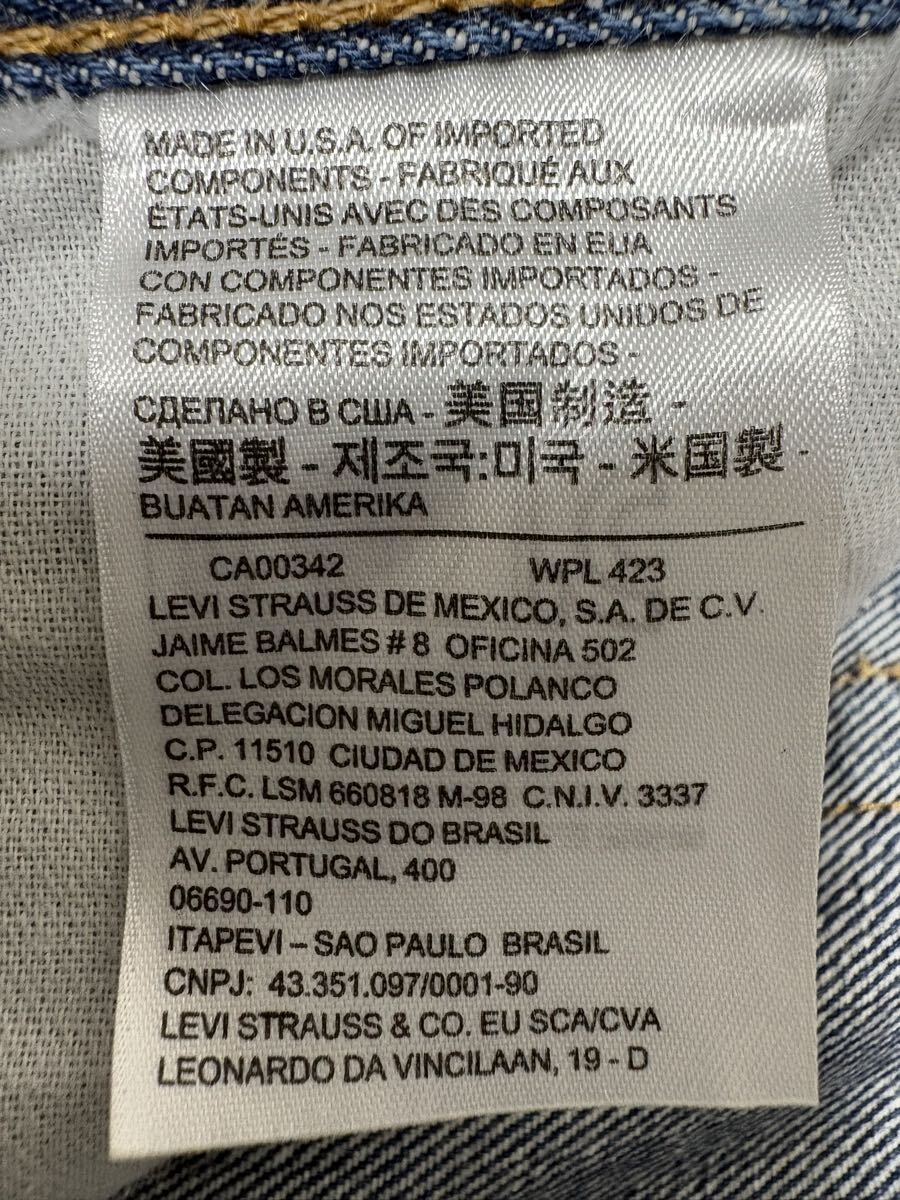 MADE IN U.S.A. OF IMPORTED
COMPONENTS - FABRIQUÉ AUX
ÉTATS-UNIS AVEC DES COMPOSANTS
IMPORTÉS - FABRICADO EN EUA
CON COMPONENTES IMPORTADOS -
FABRICADO NOS ESTADOS UNIDOS DE
COMPONENTES IMPORTADOS -
СДЕЛАНО В США - 美国制造 -
美國製 - 제조국:미국 - 米国製 -
BUATAN AMERIKA
CA00342 WPL 423
LEVI STRAUSS DE MEXICO, S.A. DE C.V.
JAIME BALMES # 8 OFICINA 502
COL. LOS MORALES POLANCO
DELEGACION MIGUEL HIDALGO
C.P. 11510 CIUDAD DE MEXICO
R.F.C. LSM 660818 M-98 C.N.I.V. 3337
LEVI STRAUSS DO BRASIL
AV. PORTUGAL, 400
06690-110
ITAPEVI – SAO PAULO BRASIL
CNPJ: 43.351.097/0001-90
LEVI STRAUSS & CO. EU SCA/CVA
LEONARDO DA VINCILAAN, 19 - D